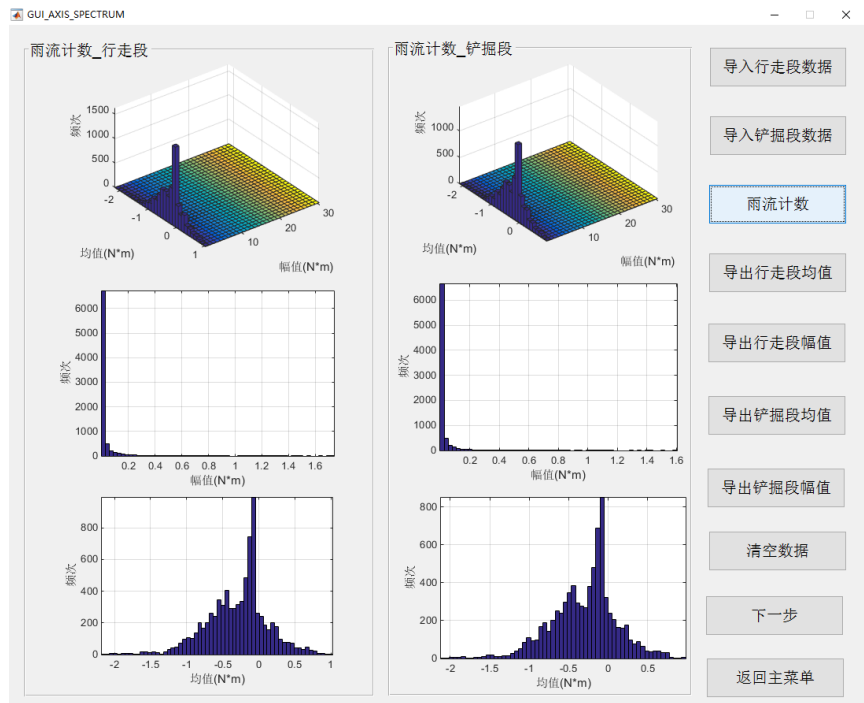 GUI_AXIS_SPECTRUM
雨流计数_行走段
频次
1500
1000
500
0
-2
-1
0
1
10
20
30
均值(N*m)
幅值(N*m)
频次
6000
5000
4000
3000
2000
1000
0
0.2 0.4 0.6 0.8 1 1.2 1.4 1.6
幅值(N*m)
频次
800
600
400
200
0
-2 -1.5 -1 -0.5 0 0.5 1
均值(N*m)
雨流计数_铲掘段
频次
1000
500
0
-2
-1
0
10
20
30
均值(N*m)
幅值(N*m)
频次
6000
5000
4000
3000
2000
1000
0
0.2 0.4 0.6 0.8 1 1.2 1.4 1.6
幅值(N*m)
频次
800
600
400
200
0
-2 -1.5 -1 -0.5 0 0.5
均值(N*m)
导入行走段数据
导入铲掘段数据
雨流计数
导出行走段均值
导出行走段幅值
导出铲掘段均值
导出铲掘段幅值
清空数据
下一步
返回主菜单